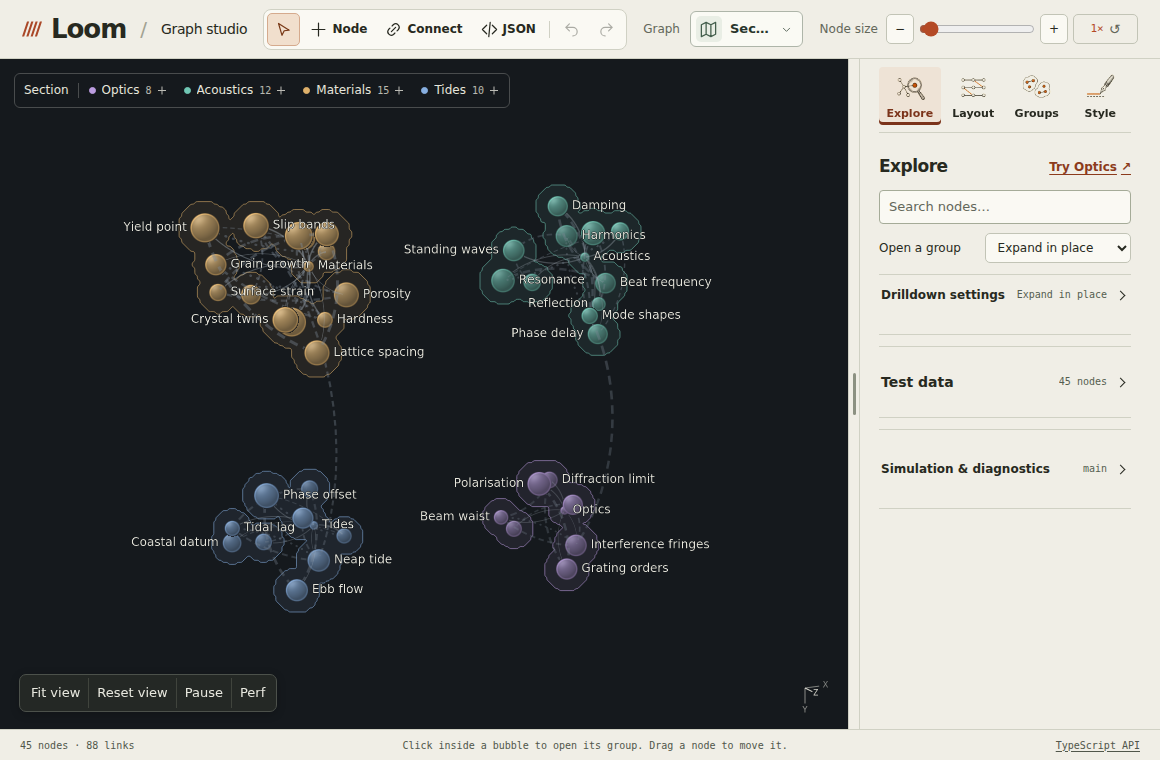 Loom / Graph studio
Node
Connect
JSON
Graph
Sec...
Node size
−
+
1× ↺
Section
Optics 8 +
Acoustics 12 +
Materials 15 +
Tides 10 +
Explore
Layout
Groups
Style
Explore
Try Optics ↗
Search nodes...
Open a group
Expand in place
Drilldown settings
Expand in place
Test data
45 nodes
Simulation & diagnostics
main
Yield point
Slip bands
Grain growth
Materials
Surface strain
Porosity
Crystal twins
Hardness
Lattice spacing
Damping
Harmonics
Standing waves
Acoustics
Resonance
Beat frequency
Reflection
Mode shapes
Phase delay
Phase offset
Tidal lag
Tides
Coastal datum
Neap tide
Ebb flow
Polarisation
Diffraction limit
Beam waist
Optics
Interference fringes
Grating orders
Fit view
Reset view
Pause
Perf
X
Z
Y
45 nodes · 88 links
Click inside a bubble to open its group. Drag a node to move it.
TypeScript API